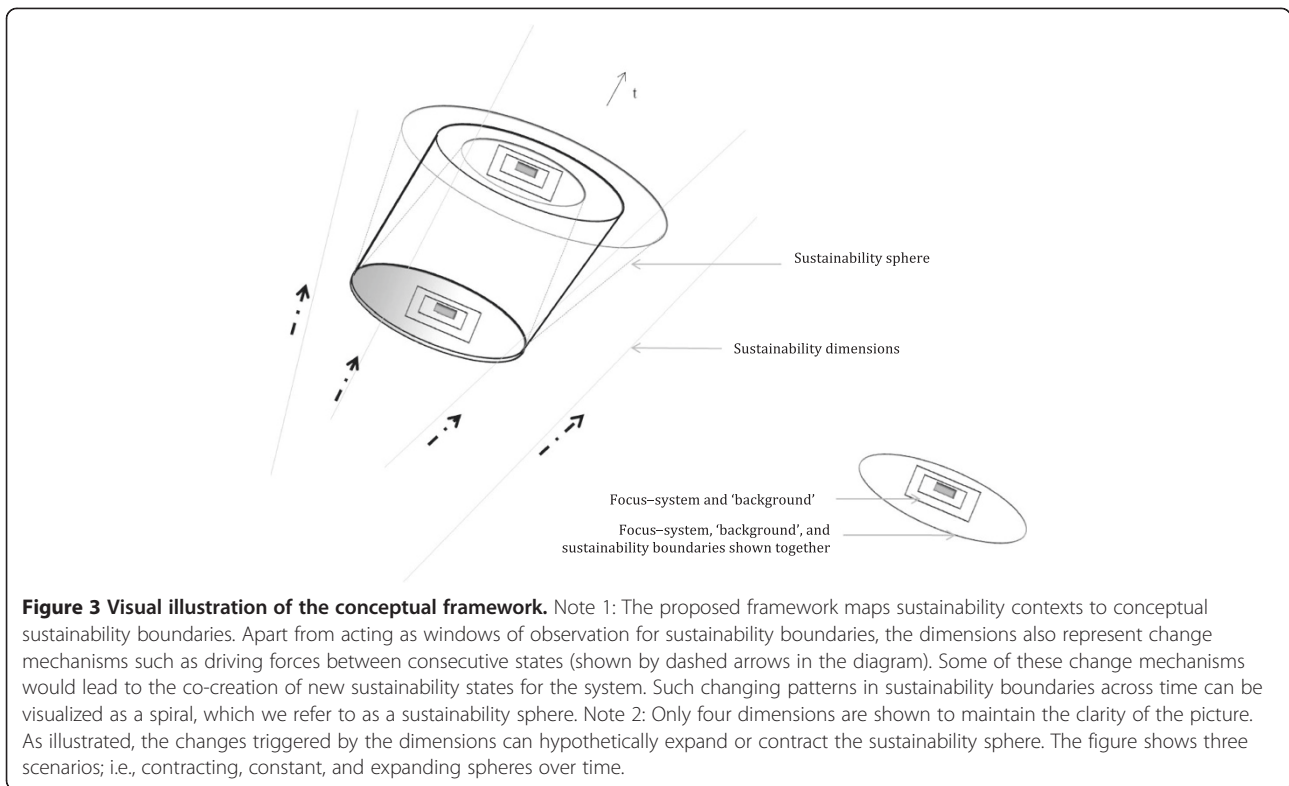 t
Sustainability sphere
Sustainability dimensions
Focus–system and ‘background’
Focus–system, ‘background’, and
sustainability boundaries shown together
Figure 3 Visual illustration of the conceptual framework. Note 1: The proposed framework maps sustainability contexts to conceptual
sustainability boundaries. Apart from acting as windows of observation for sustainability boundaries, the dimensions also represent change
mechanisms such as driving forces between consecutive states (shown by dashed arrows in the diagram). Some of these change mechanisms
would lead to the co-creation of new sustainability states for the system. Such changing patterns in sustainability boundaries across time can be
visualized as a spiral, which we refer to as a sustainability sphere. Note 2: Only four dimensions are shown to maintain the clarity of the picture.
As illustrated, the changes triggered by the dimensions can hypothetically expand or contract the sustainability sphere. The figure shows three
scenarios; i.e., contracting, constant, and expanding spheres over time.